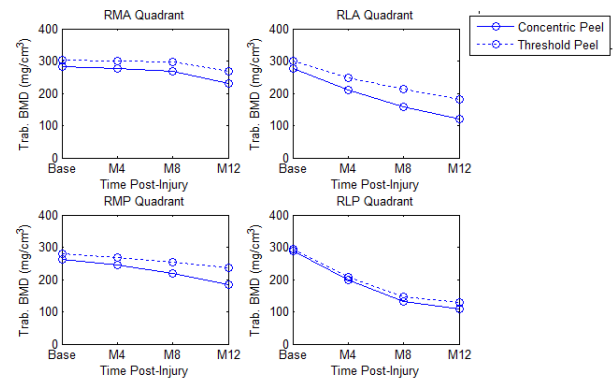 RMA Quadrant
400
300
200
100
0
Trab. BMD (mg/cm³)
Base M4 M8 M12
Time Post-Injury
RLA Quadrant
400
300
200
100
0
Trab. BMD (mg/cm³)
Base M4 M8 M12
Time Post-Injury
Concentric Peel
Threshold Peel
RMP Quadrant
400
300
200
100
0
Trab. BMD (mg/cm³)
Base M4 M8 M12
Time Post-Injury
RLP Quadrant
400
300
200
100
0
Trab. BMD (mg/cm³)
Base M4 M8 M12
Time Post-Injury